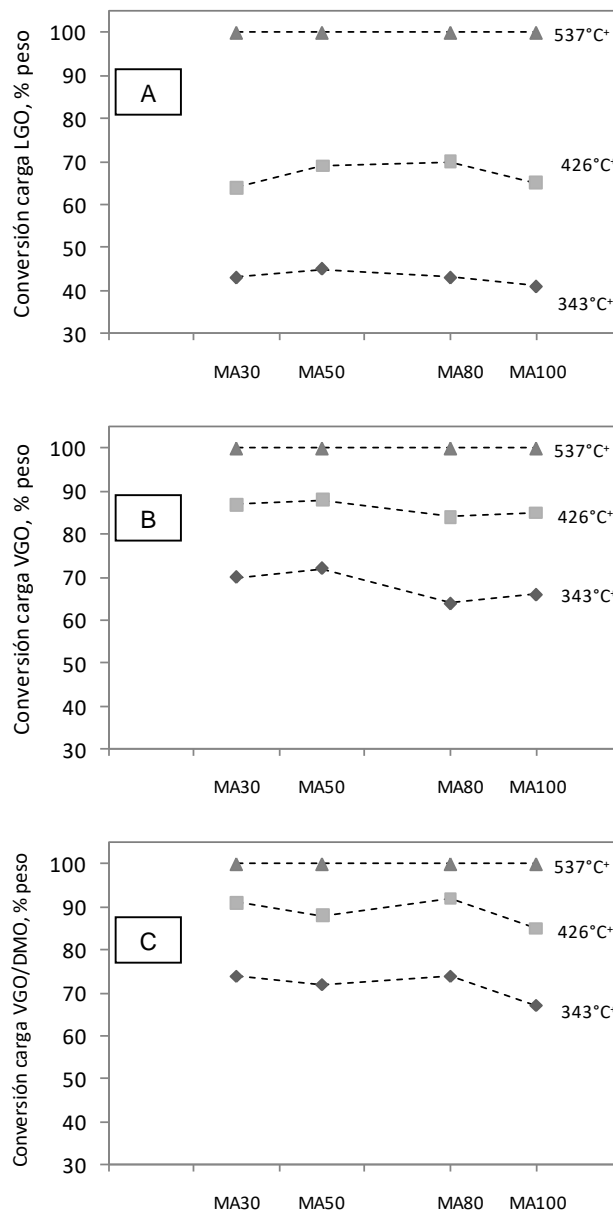 Conversión carga LGO, % peso
100
90
80
70
60
50
40
30
A
537°C⁺
426°C⁺
343°C⁺
MA30 MA50 MA80 MA100
Conversión carga VGO, % peso
100
90
80
70
60
50
40
30
B
537°C⁺
426°C⁺
343°C⁺
MA30 MA50 MA80 MA100
Conversión carga VGO/DMO, % peso
100
90
80
70
60
50
40
30
C
537°C⁺
426°C⁺
343°C⁺
MA30 MA50 MA80 MA100